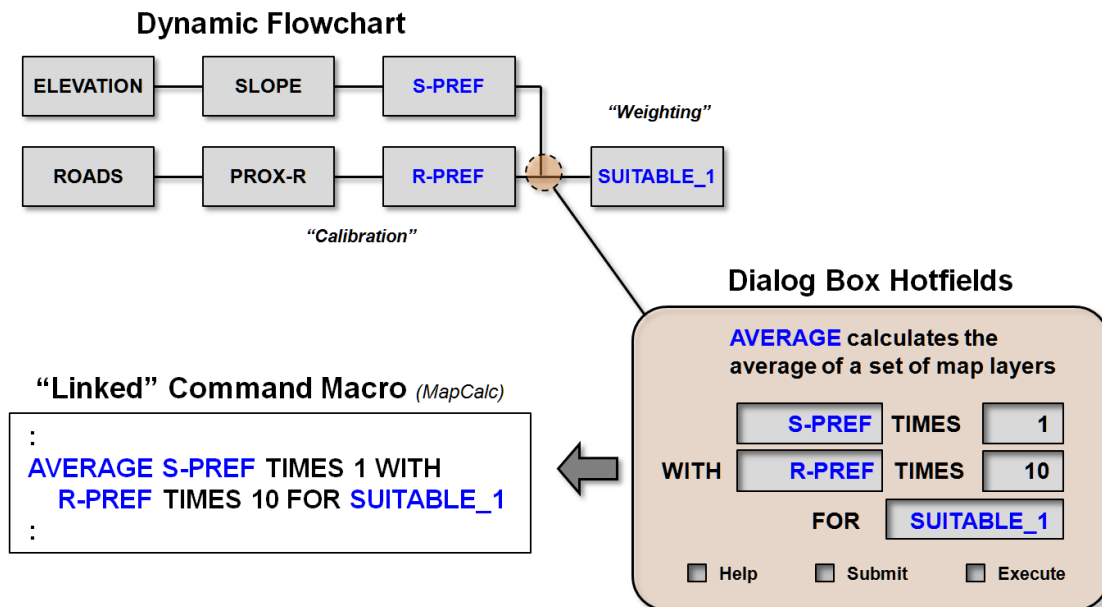 Dynamic Flowchart
ELEVATION
SLOPE
S-PREF
“Weighting”
ROADS
PROX-R
R-PREF
SUITABLE_1
“Calibration”
Dialog Box Hotfields
AVERAGE calculates the
average of a set of map layers
S-PREF TIMES 1
WITH R-PREF TIMES 10
FOR SUITABLE_1
Help Submit Execute
“Linked” Command Macro (MapCalc)
:
AVERAGE S-PREF TIMES 1 WITH
R-PREF TIMES 10 FOR SUITABLE_1
: